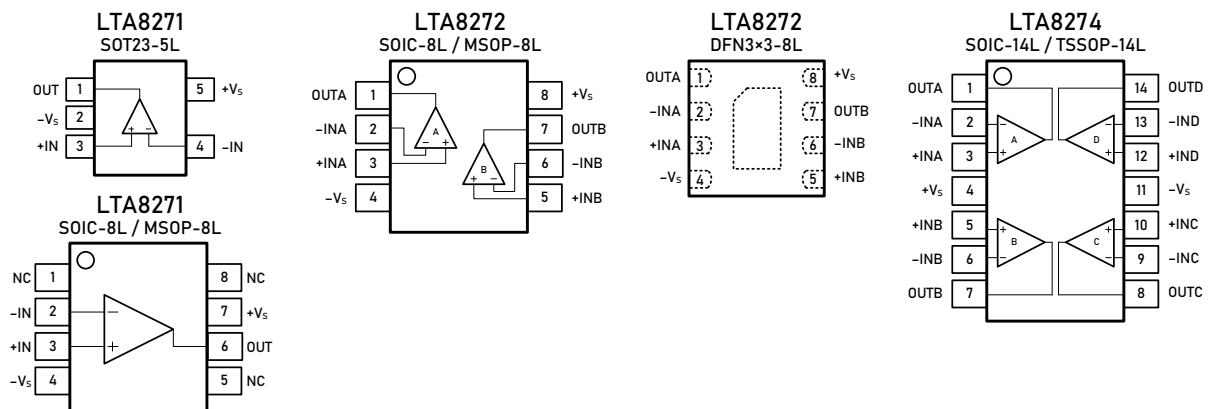 LTA8271
SOT23-5L
OUT 1 5 +VS
–VS 2
+IN 3 4 –IN
+ –
LTA8271
SOIC-8L / MSOP-8L
NC 1 8 NC
–IN 2 – 7 +VS
+IN 3 + 6 OUT
–VS 4 5 NC
LTA8272
SOIC-8L / MSOP-8L
OUTA 1 8 +VS
–INA 2 A 7 OUTB
– +
+INA 3 B 6 –INB
+ –
–VS 4 5 +INB
LTA8272
DFN3×3-8L
OUTA 1 8 +VS
–INA 2 7 OUTB
+INA 3 6 –INB
–VS 4 5 +INB
LTA8274
SOIC-14L / TSSOP-14L
OUTA 1 14 OUTD
–INA 2 – – 13 –IND
A D
+INA 3 + + 12 +IND
+VS 4 11 –VS
+INB 5 + + 10 +INC
B C
–INB 6 – – 9 –INC
OUTB 7 8 OUTC